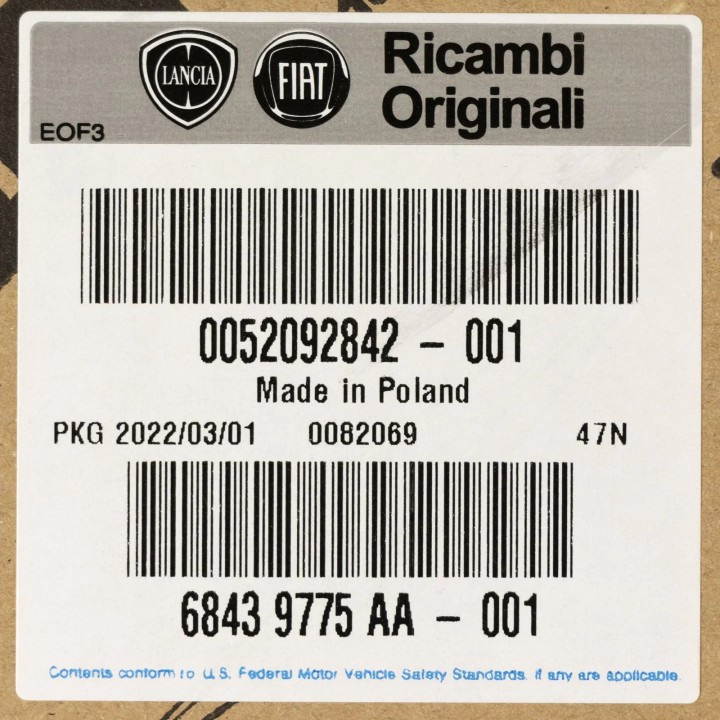 LANCIA FIAT Ricambi
Originali
EOF3
0052092842 - 001
Made in Poland
PKG 2022/03/01 0082069 47N
6843 9775 AA - 001
Contents conform to U.S. Federal Motor Vehicle Safety Standards. if any are applicable.